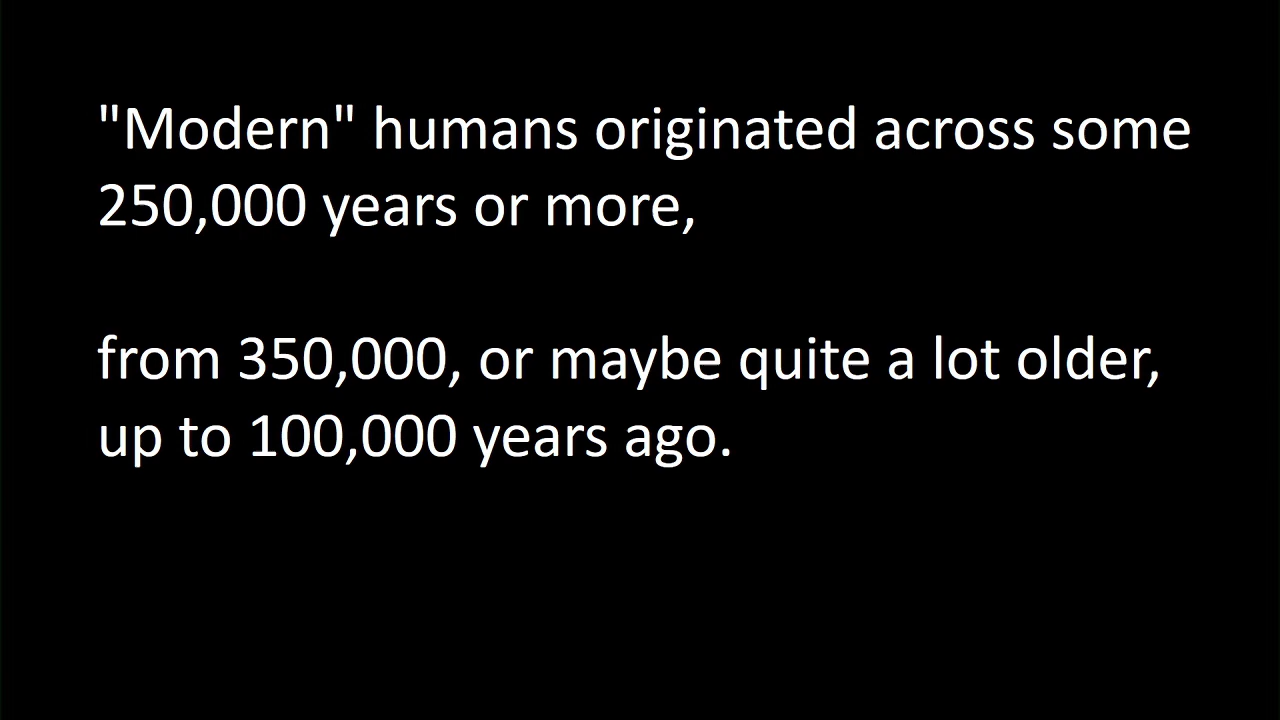 "Modern" humans originated across some
250,000 years or more,
from 350,000, or maybe quite a lot older,
up to 100,000 years ago.